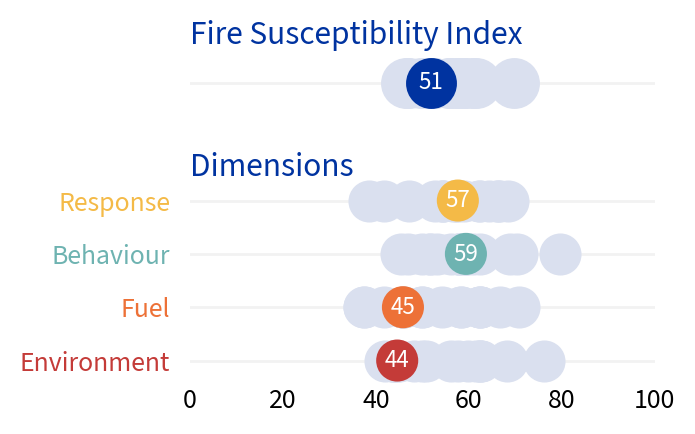 Fire Susceptibility Index
51
Dimensions
Response 57
Behaviour 59
Fuel 45
Environment 44
0 20 40 60 80 100